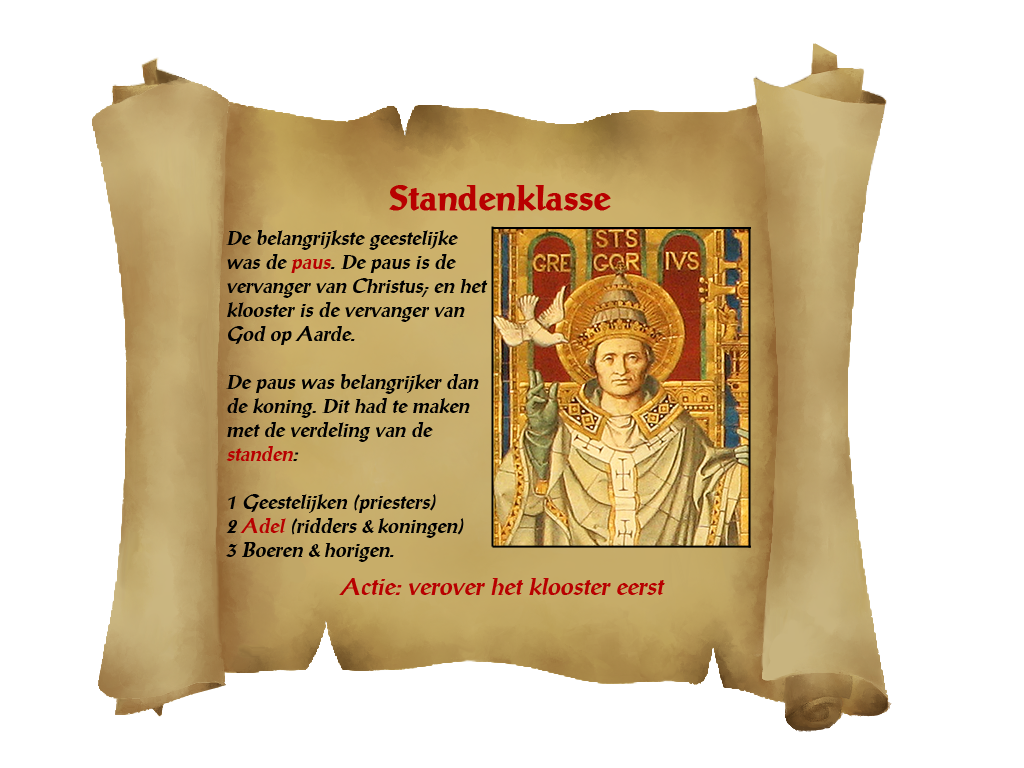 Standenklasse
De belangrijkste geestelijke
was de paus. De paus is de
vervanger van Christus; en het
klooster is de vervanger van
God op Aarde.
De paus was belangrijker dan
de koning. Dit had te maken
met de verdeling van de
standen:
1 Geestelijken (priesters)
2 Adel (ridders & koningen)
3 Boeren & horigen.
STS
GRE GOR IVS
Actie: verover het klooster eerst